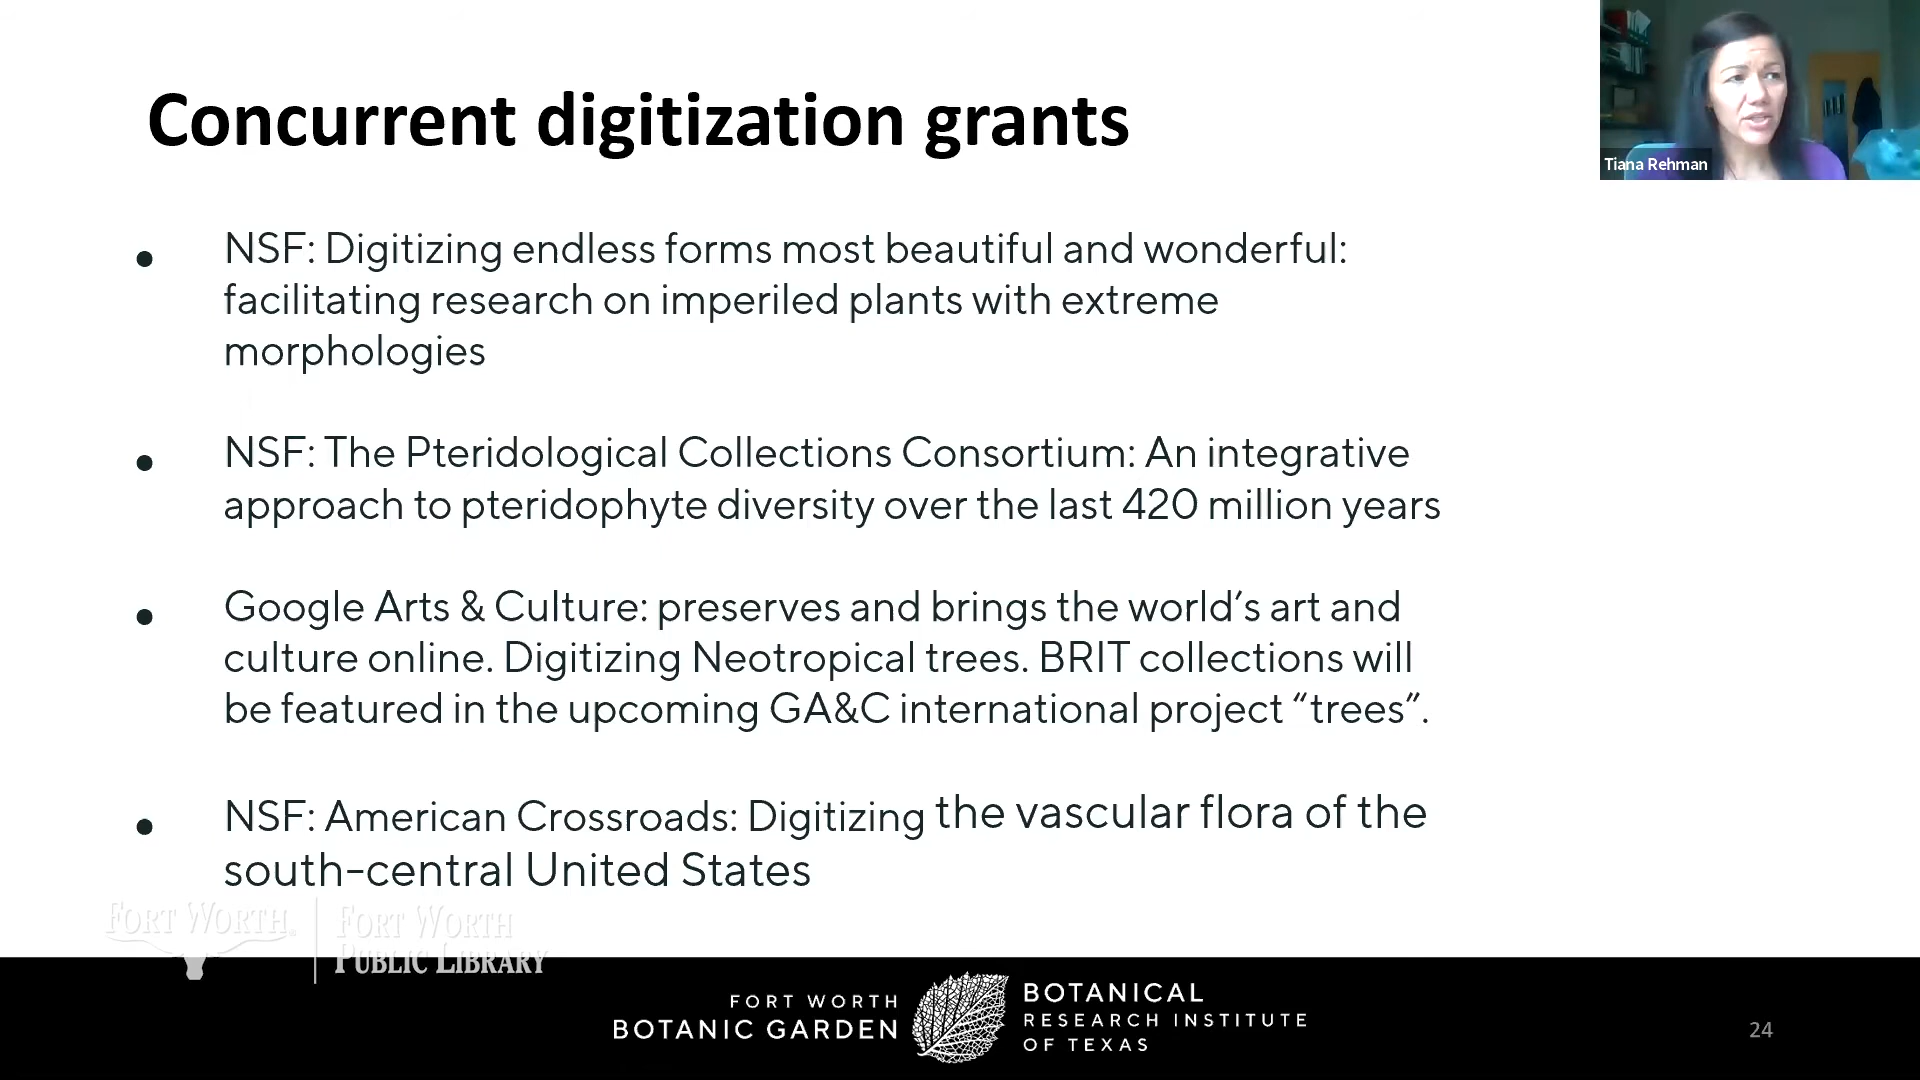 Concurrent digitization grants
Tiana Rehman
• NSF: Digitizing endless forms most beautiful and wonderful:
facilitating research on imperiled plants with extreme
morphologies
• NSF: The Pteridological Collections Consortium: An integrative
approach to pteridophyte diversity over the last 420 million years
• Google Arts & Culture: preserves and brings the world’s art and
culture online. Digitizing Neotropical trees. BRIT collections will
be featured in the upcoming GA&C international project “trees”.
• NSF: American Crossroads: Digitizing the vascular flora of the
south-central United States
FORT WORTH®
FORT WORTH
PUBLIC LIBRARY
FORT WORTH
BOTANIC GARDEN
BOTANICAL
RESEARCH INSTITUTE
OF TEXAS
24